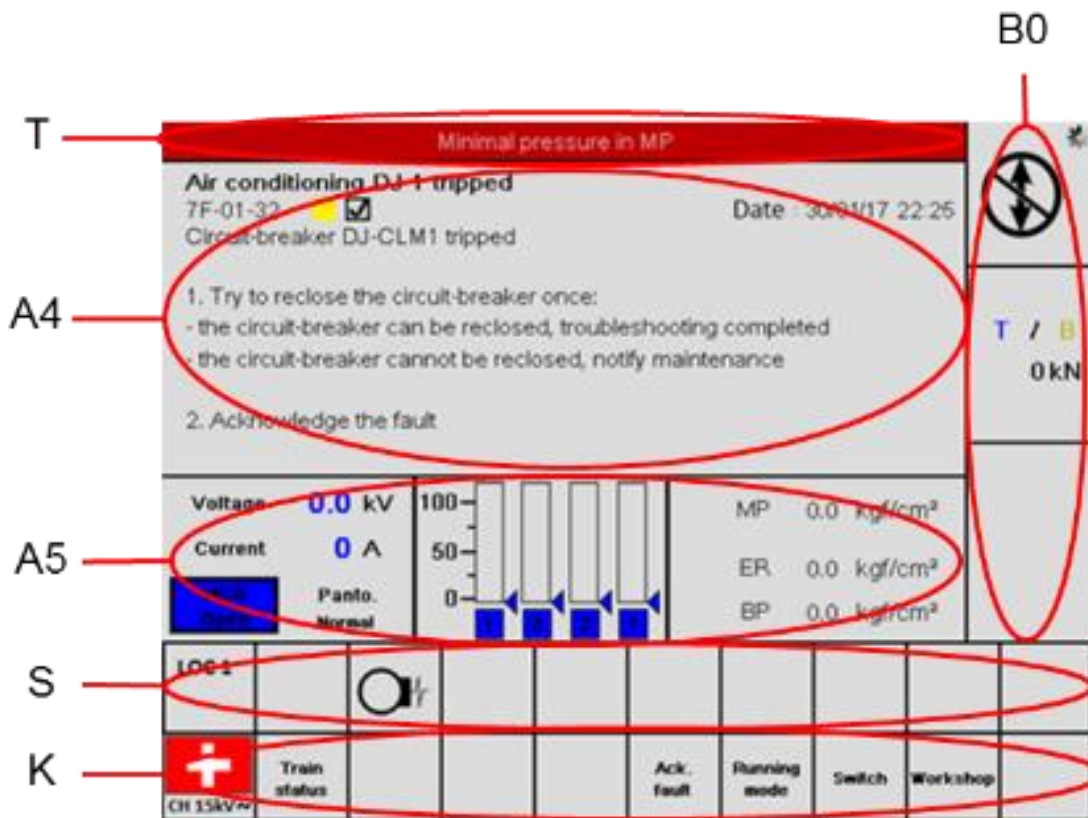 B0
T
Minimal pressure in MP
Air conditioning DJ-1 tripped
7F-01-32
Date : 30/01/17 22:25
Circuit-breaker DJ-CLM1 tripped
A4
1. Try to reclose the circuit-breaker once:
- the circuit-breaker can be reclosed, troubleshooting completed
- the circuit-breaker cannot be reclosed, notify maintenance
2. Acknowledge the fault
T / B
0 kN
A5
Voltage 0.0 kV
Current 0 A
Panto.
Normal
100
50
0
MP 0.0 kgf/cm²
ER 0.0 kgf/cm²
BP 0.0 kgf/cm²
S
LOC 1
K
CH 15kV~
Train
status
Ack.
fault
Running
mode
Switch
Workshop